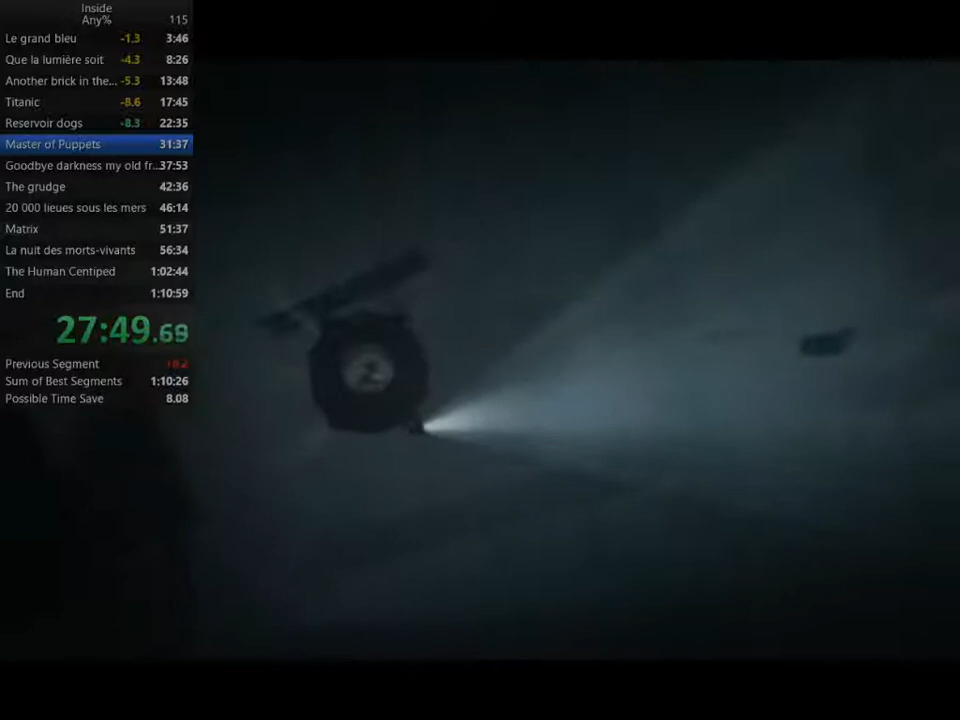 Inside
Any% 115
Le grand bleu -1.3 3:46
Que la lumière soit -4.3 8:26
Another brick in the... -5.3 13:48
Titanic -8.6 17:45
Reservoir dogs -8.3 22:35
Master of Puppets 31:37
Goodbye darkness my old fr... 37:53
The grudge 42:36
20 000 lieues sous les mers 46:14
Matrix 51:37
La nuit des morts-vivants 56:34
The Human Centiped 1:02:44
End 1:10:59
27:49.69
Previous Segment +0.2
Sum of Best Segments 1:10:26
Possible Time Save 8.08